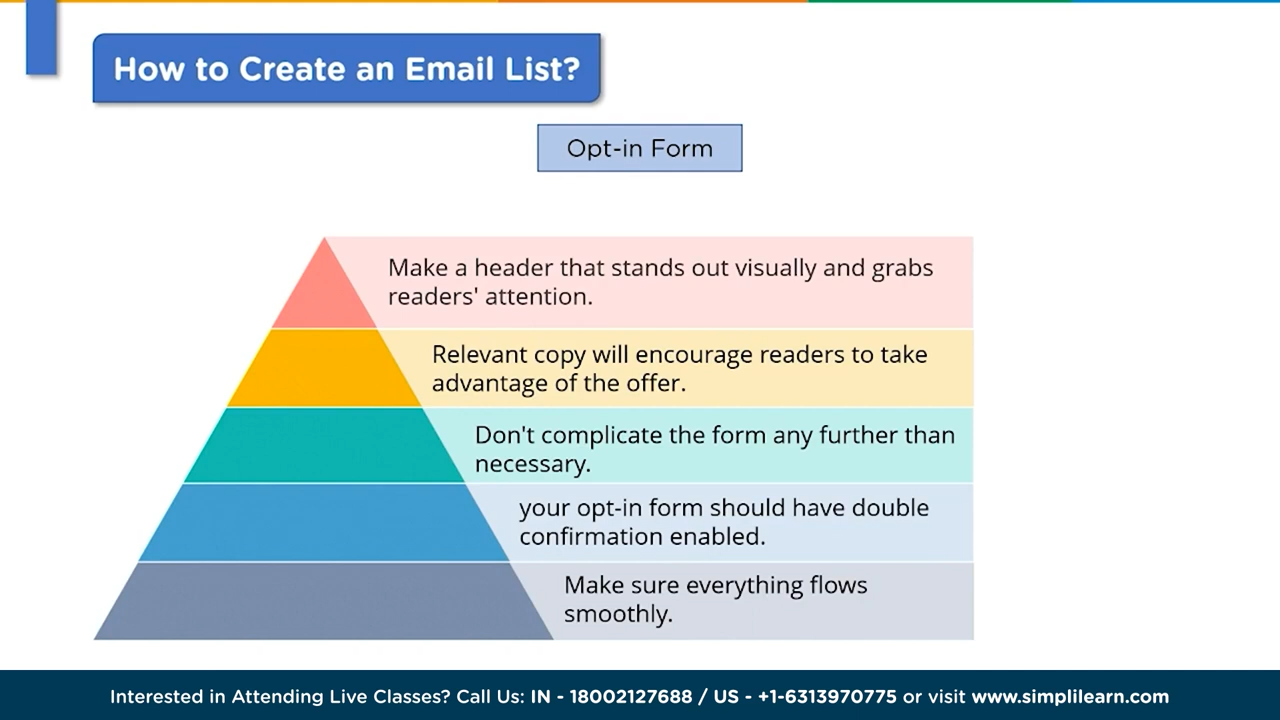 How to Create an Email List?
Opt-in Form
Make a header that stands out visually and grabs
readers' attention.
Relevant copy will encourage readers to take
advantage of the offer.
Don't complicate the form any further than
necessary.
your opt-in form should have double
confirmation enabled.
Make sure everything flows
smoothly.
Interested in Attending Live Classes? Call Us: IN - 18002127688 / US - +1-6313970775 or visit www.simplilearn.com